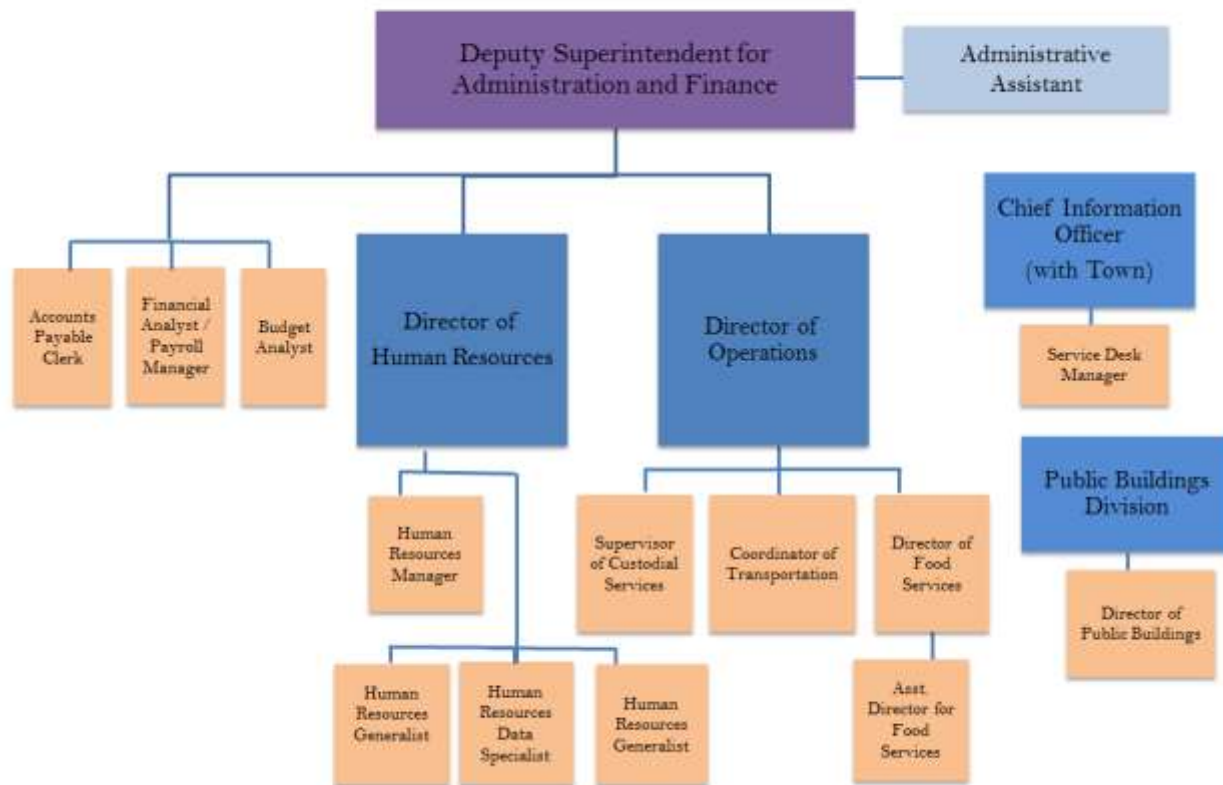 Deputy Superintendent for
Administration and Finance
Administrative
Assistant
Chief Information
Officer
(with Town)
Accounts
Payable
Clerk
Financial
Analyst /
Payroll
Manager
Budget
Analyst
Director of
Human Resources
Director of
Operations
Service Desk
Manager
Public Buildings
Division
Human
Resources
Manager
Supervisor
of Custodial
Services
Coordinator of
Transportation
Director of
Food
Services
Director of
Public Buildings
Human
Resources
Generalist
Human
Resources
Data
Specialist
Human
Resources
Generalist
Asst.
Director for
Food
Services